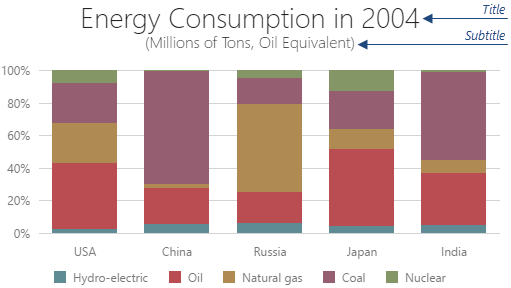 Energy Consumption in 2004
Title
(Millions of Tons, Oil Equivalent)
Subtitle
100%
80%
60%
40%
20%
0%
USA China Russia Japan India
Hydro-electric Oil Natural gas Coal Nuclear